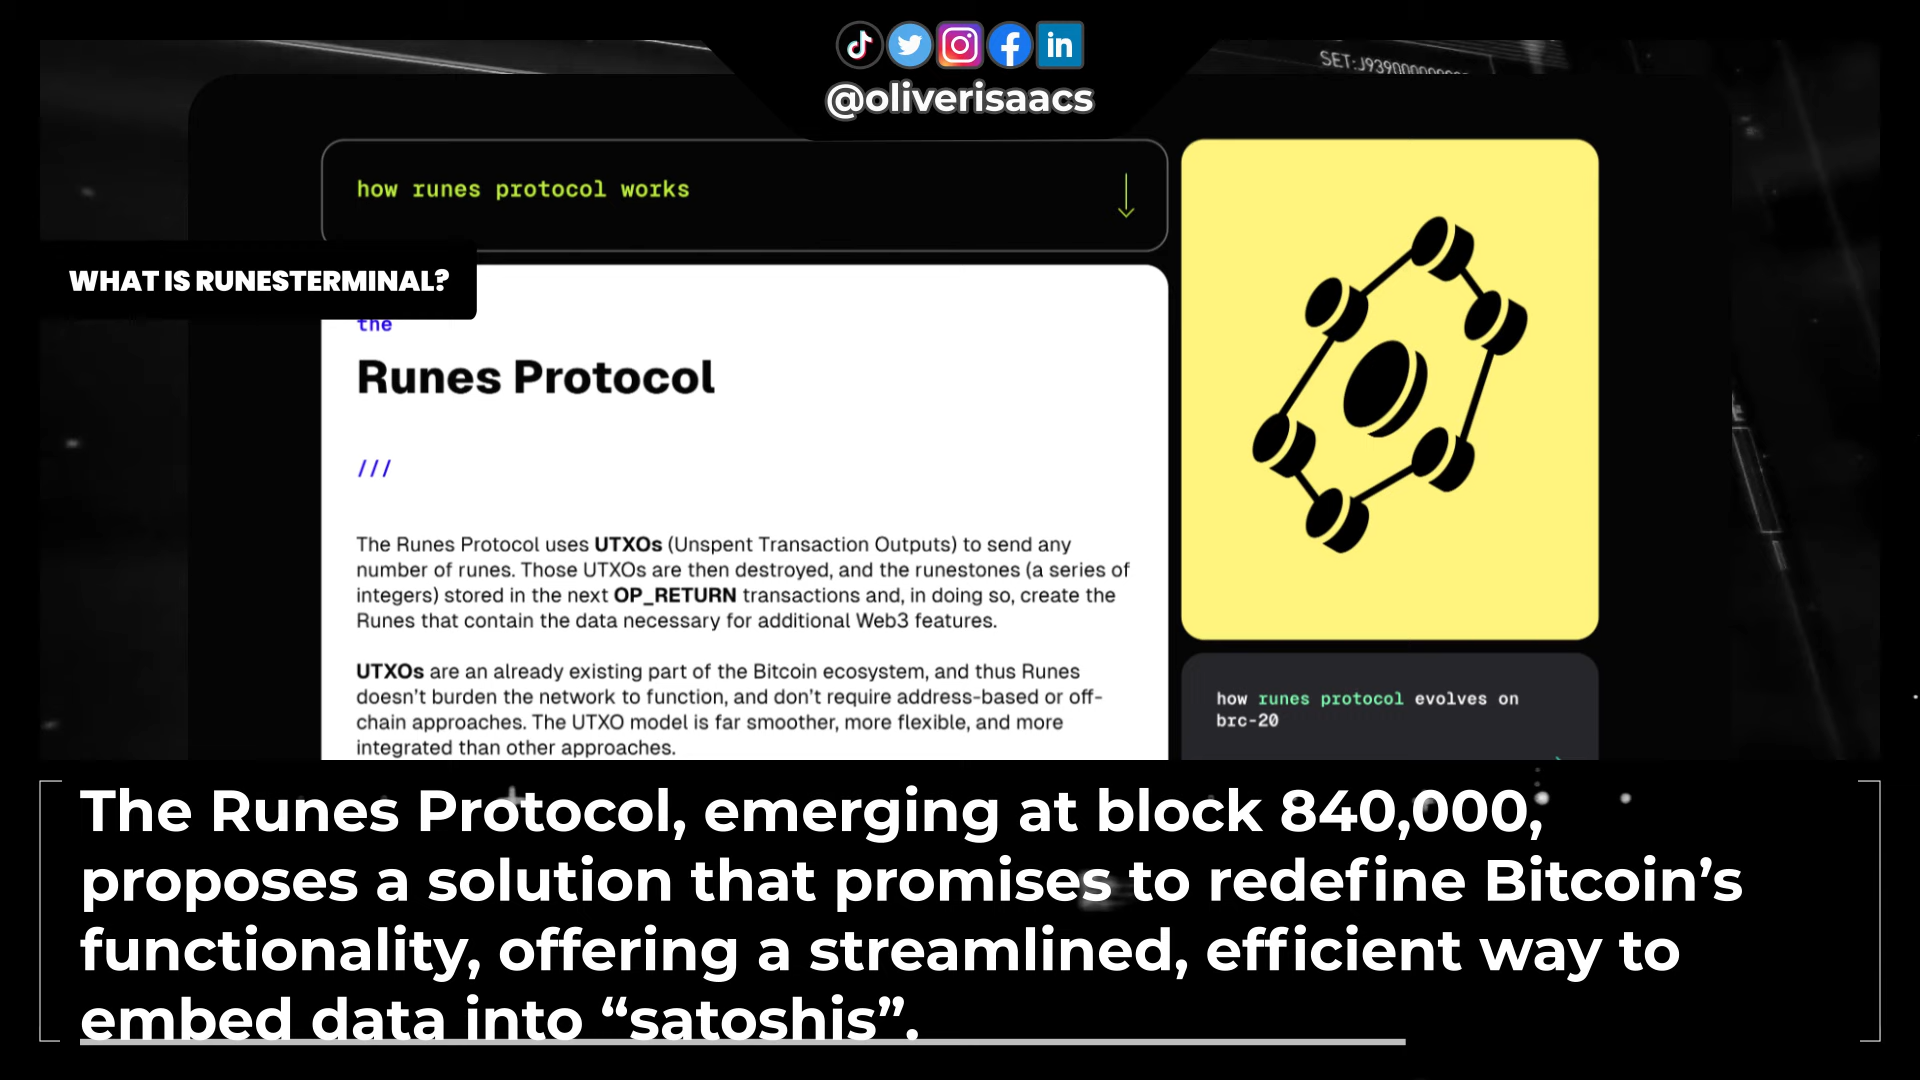 SET:J939000000
@oliverisaacs
how runes protocol works
WHAT IS RUNESTERMINAL?
the
Runes Protocol
///
The Runes Protocol uses UTXOs (Unspent Transaction Outputs) to send any
number of runes. Those UTXOs are then destroyed, and the runestones (a series of
integers) stored in the next OP_RETURN transactions and, in doing so, create the
Runes that contain the data necessary for additional Web3 features.
UTXOs are an already existing part of the Bitcoin ecosystem, and thus Runes
doesn't burden the network to function, and don't require address-based or off-
chain approaches. The UTXO model is far smoother, more flexible, and more
integrated than other approaches.
how runes protocol evolves on
brc-20
The Runes Protocol, emerging at block 840,000,
proposes a solution that promises to redefine Bitcoin’s
functionality, offering a streamlined, efficient way to
embed data into “satoshis”.